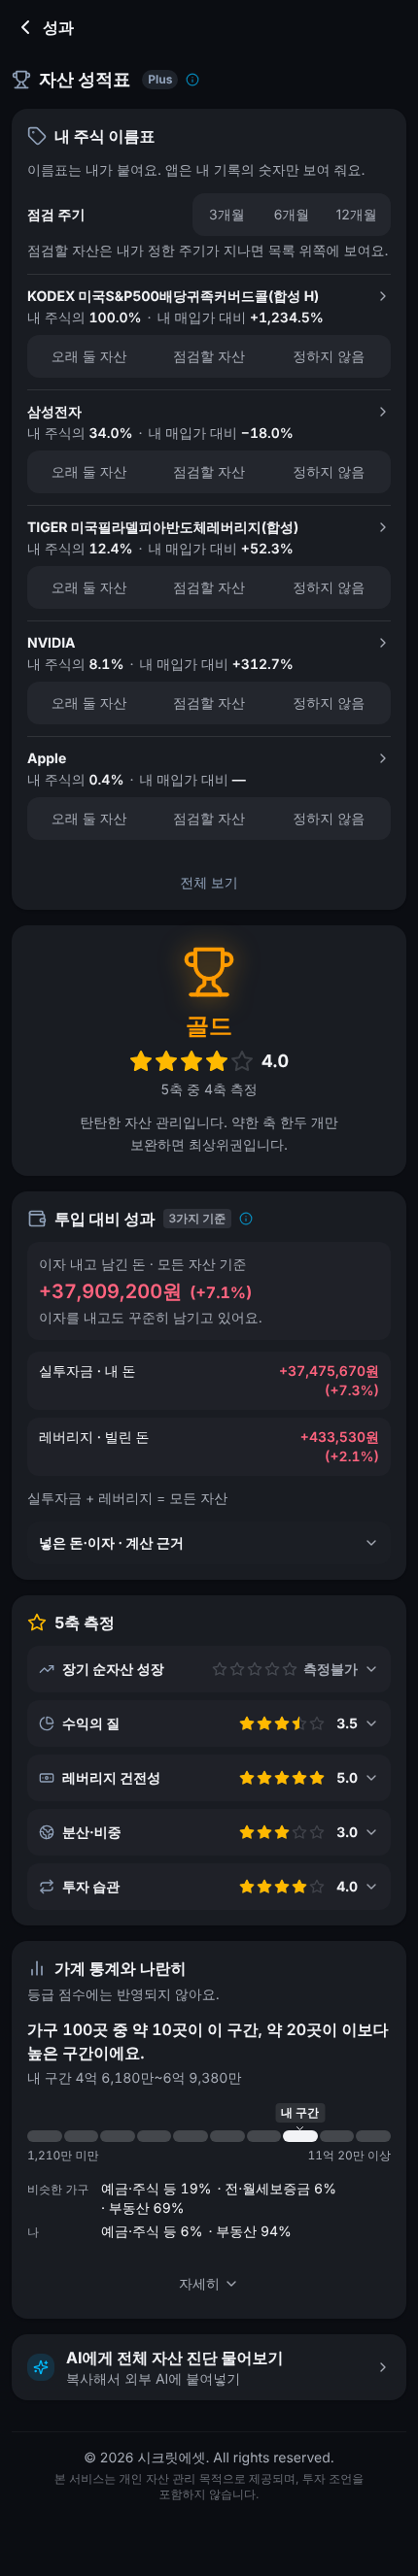 성과
자산 성적표 Plus
내 주식 이름표
이름표는 내가 붙여요. 앱은 내 기록의 숫자만 보여 줘요.
점검 주기 3개월 6개월 12개월
점검할 자산은 내가 정한 주기가 지나면 목록 위쪽에 보여요.
KODEX 미국S&P500배당귀족커버드콜(합성 H)
내 주식의 100.0% · 내 매입가 대비 +1,234.5%
오래 둘 자산 점검할 자산 정하지 않음
삼성전자
내 주식의 34.0% · 내 매입가 대비 −18.0%
오래 둘 자산 점검할 자산 정하지 않음
TIGER 미국필라델피아반도체레버리지(합성)
내 주식의 12.4% · 내 매입가 대비 +52.3%
오래 둘 자산 점검할 자산 정하지 않음
NVIDIA
내 주식의 8.1% · 내 매입가 대비 +312.7%
오래 둘 자산 점검할 자산 정하지 않음
Apple
내 주식의 0.4% · 내 매입가 대비 —
오래 둘 자산 점검할 자산 정하지 않음
전체 보기
골드
4.0
5축 중 4축 측정
탄탄한 자산 관리입니다. 약한 축 한두 개만
보완하면 최상위권입니다.
투입 대비 성과 3가지 기준
이자 내고 남긴 돈 · 모든 자산 기준
+37,909,200원 (+7.1%)
이자를 내고도 꾸준히 남기고 있어요.
실투자금 · 내 돈 +37,475,670원
(+7.3%)
레버리지 · 빌린 돈 +433,530원
(+2.1%)
실투자금 + 레버리지 = 모든 자산
넣은 돈·이자 · 계산 근거
5축 측정
장기 순자산 성장 측정불가
수익의 질 3.5
레버리지 건전성 5.0
분산·비중 3.0
투자 습관 4.0
가계 통계와 나란히
등급 점수에는 반영되지 않아요.
가구 100곳 중 약 10곳이 이 구간, 약 20곳이 이보다
높은 구간이에요.
내 구간 4억 6,180만~6억 9,380만
내 구간
1,210만 미만 11억 20만 이상
비슷한 가구 예금·주식 등 19% · 전·월세보증금 6%
· 부동산 69%
나 예금·주식 등 6% · 부동산 94%
자세히
AI에게 전체 자산 진단 물어보기
복사해서 외부 AI에 붙여넣기
© 2026 시크릿에셋. All rights reserved.
본 서비스는 개인 자산 관리 목적으로 제공되며, 투자 조언을
포함하지 않습니다.